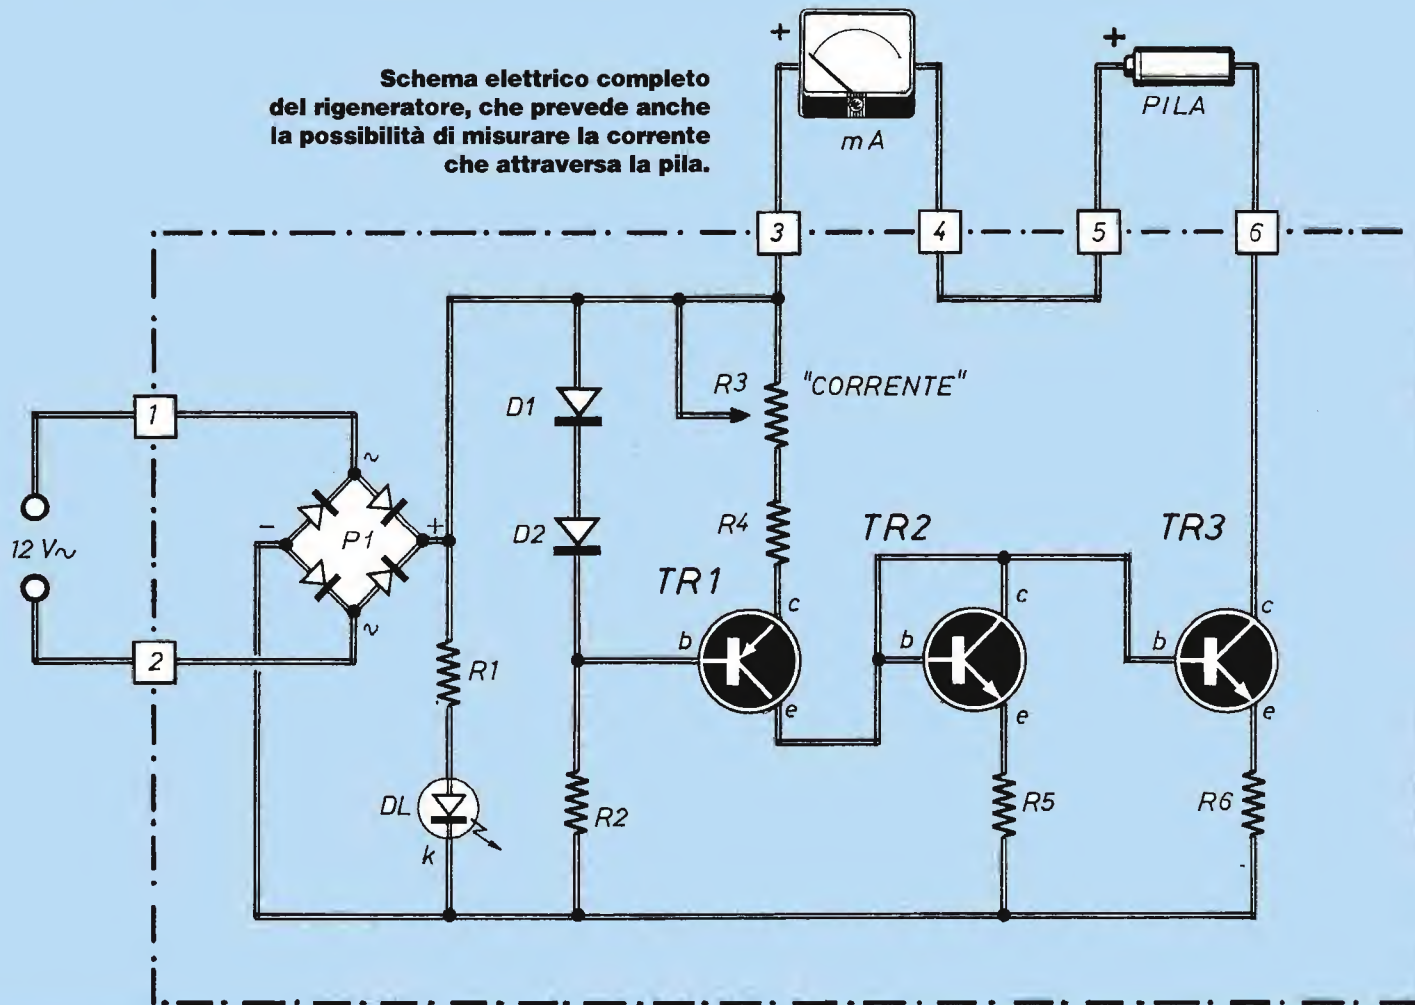 Schema elettrico completo
del rigeneratore, che prevede anche
la possibilità di misurare la corrente
che attraversa la pila.
+
mA
+
PILA
3
4
5
6
1
2
12 V~
~
-
P1
+
~
R1
DL
k
D1
D2
R2
R3
"CORRENTE"
R4
TR1
b
c
e
TR2
b
c
e
R5
TR3
b
c
e
R6